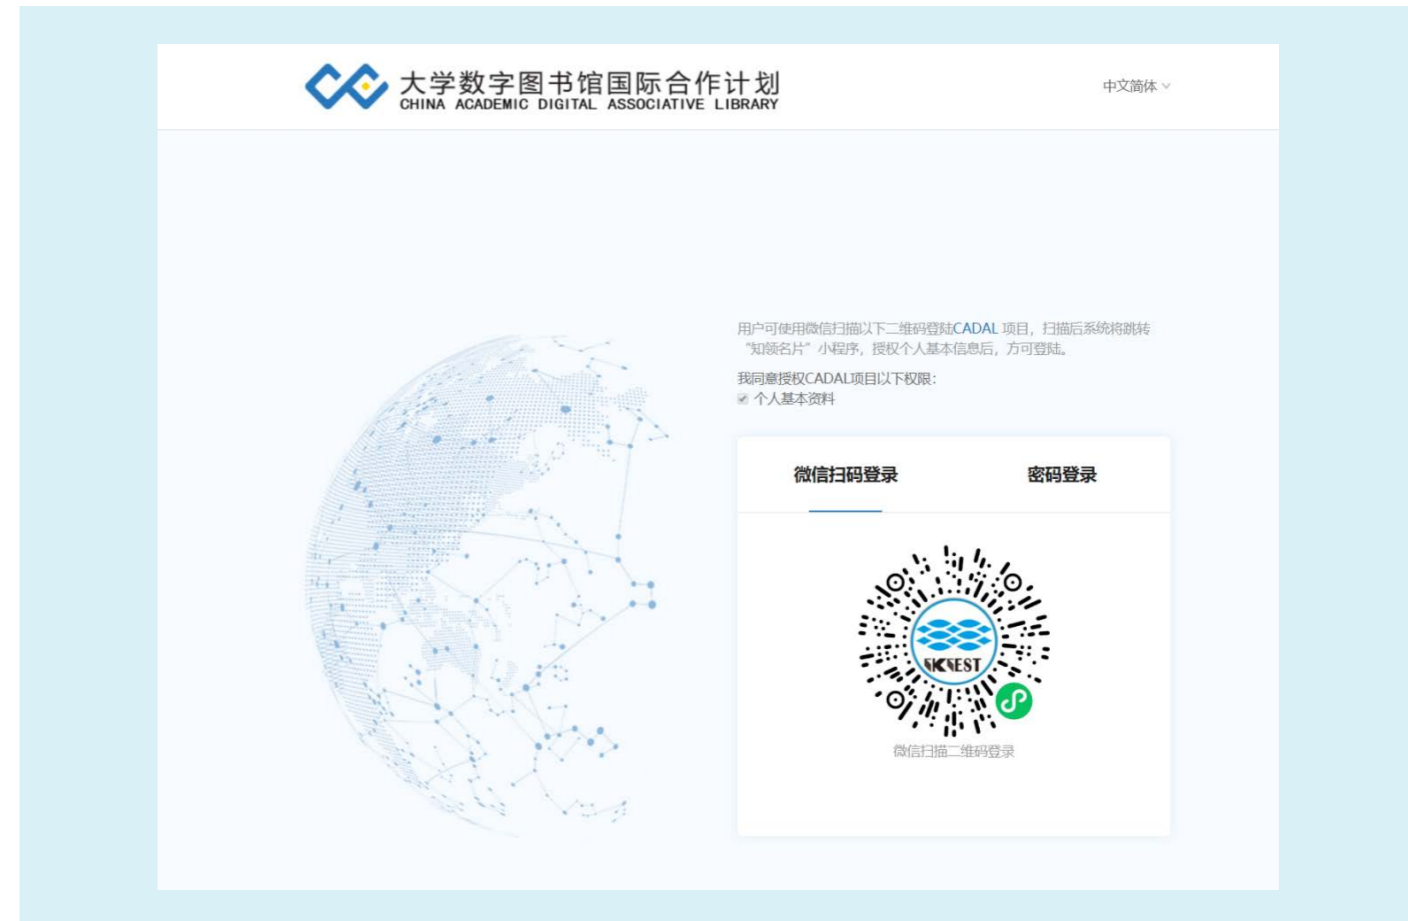 大学数字图书馆国际合作计划
CHINA ACADEMIC DIGITAL ASSOCIATIVE LIBRARY
中文简体
用户可使用微信扫描以下二维码登陆CADAL 项目，扫描后系统将跳转
“知领名片”小程序，授权个人基本信息后，方可登陆。
我同意授权CADAL项目以下权限：
个人基本资料
微信扫码登录
密码登录
微信扫描二维码登录